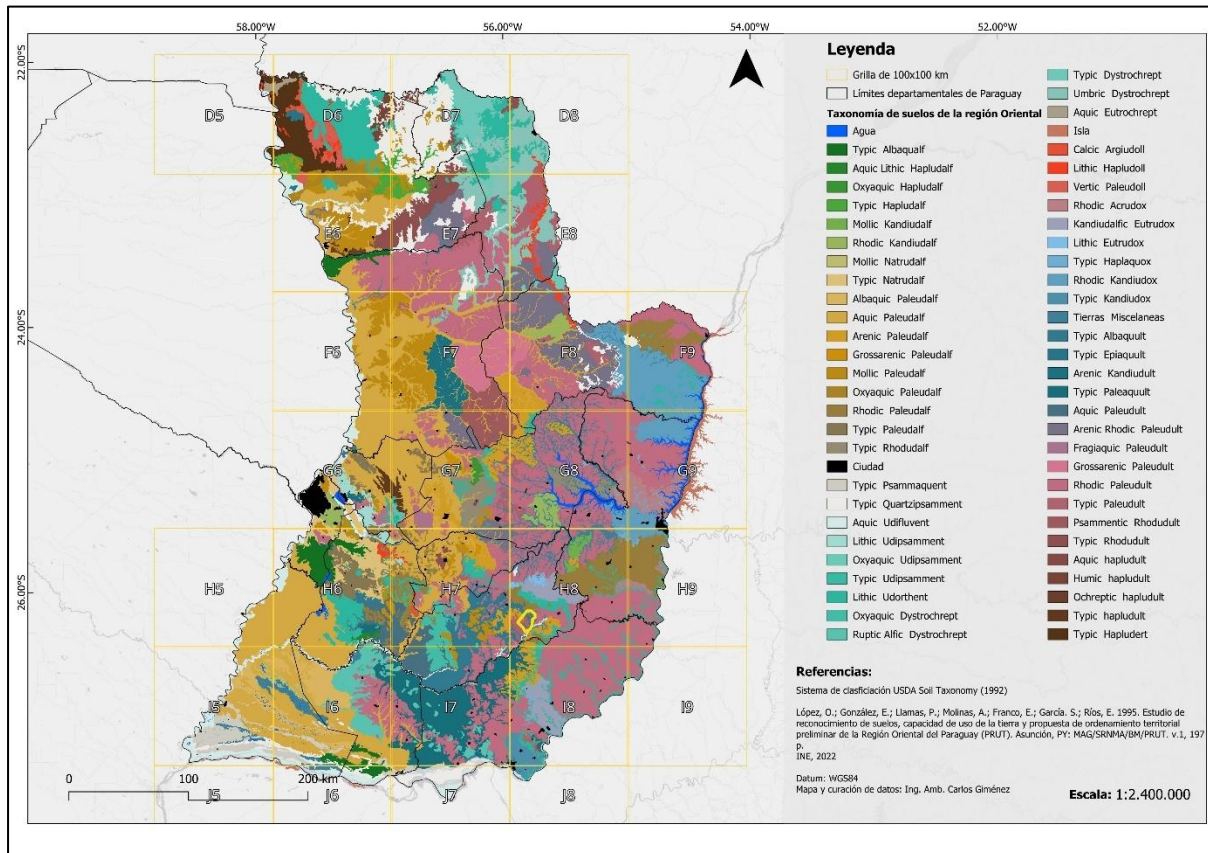 58.00°W
56.00°W
54.00°W
52.00°W
22.00°S
24.00°S
26.00°S
D5
D6
D7
D8
E6
E7
E8
F6
F7
F8
F9
G6
G7
G8
G9
H5
H6
H7
H8
H9
I5
I6
I7
I8
I9
J5
J6
J7
J8
0
100
200 km
Leyenda
Grilla de 100x100 km
Límites departamentales de Paraguay
Taxonomía de suelos de la región Oriental
Agua
Typic Albaqualf
Aquic Lithic Hapludalf
Oxyaquic Hapludalf
Typic Hapludalf
Mollic Kandiudalf
Rhodic Kandiudalf
Mollic Natrudalf
Typic Natrudalf
Albaquic Paleudalf
Aquic Paleudalf
Arenic Paleudalf
Grossarenic Paleudalf
Mollic Paleudalf
Oxyaquic Paleudalf
Rhodic Paleudalf
Typic Paleudalf
Typic Rhodudalf
Ciudad
Typic Psammaquent
Typic Quartzipsamment
Aquic Udifluvent
Lithic Udipsamment
Oxyaquic Udipsamment
Typic Udipsamment
Lithic Udorthent
Oxyaquic Dystrochrept
Ruptic Alfic Dystrochrept
Typic Dystrochrept
Umbric Dystrochrept
Aquic Eutrochrept
Isla
Calcic Argiudoll
Lithic Hapludoll
Vertic Paleudoll
Rhodic Acrudox
Kandiudalfic Eutrudox
Lithic Eutrudox
Typic Haplaquox
Rhodic Kandiudox
Typic Kandiudox
Tierras Miscelaneas
Typic Albaquult
Typic Epiaquult
Arenic Kandiudult
Typic Paleaquult
Aquic Paleudult
Arenic Rhodic Paleudult
Fragiaquic Paleudult
Grossarenic Paleudult
Rhodic Paleudult
Typic Paleudult
Psammentic Rhodudult
Typic Rhodudult
Aquic hapludult
Humic hapludult
Ochreptic hapludult
Typic hapludult
Typic Hapludert
Referencias:
Sistema de clasficiación USDA Soil Taxonomy (1992)
López, O.; González, E.; Llamas, P.; Molinas, A.; Franco, E.; García. S.; Ríos, E. 1995. Estudio de
reconocimiento de suelos, capacidad de uso de la tierra y propuesta de ordenamiento territorial
preliminar de la Región Oriental del Paraguay (PRUT). Asunción, PY: MAG/SRNMA/BM/PRUT. v.1, 197
p.
INE, 2022
Datum: WGS84
Mapa y curación de datos: Ing. Amb. Carlos Giménez
Escala: 1:2.400.000